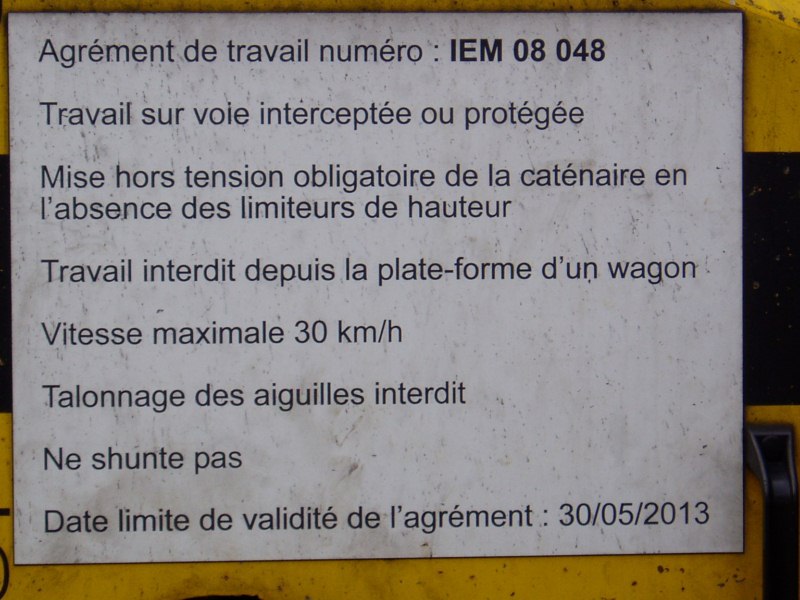 Agrément de travail numéro : IEM 08 048
Travail sur voie interceptée ou protégée
Mise hors tension obligatoire de la caténaire en
l'absence des limiteurs de hauteur
Travail interdit depuis la plate-forme d'un wagon
Vitesse maximale 30 km/h
Talonnage des aiguilles interdit
Ne shunte pas
Date limite de validité de l'agrément : 30/05/2013